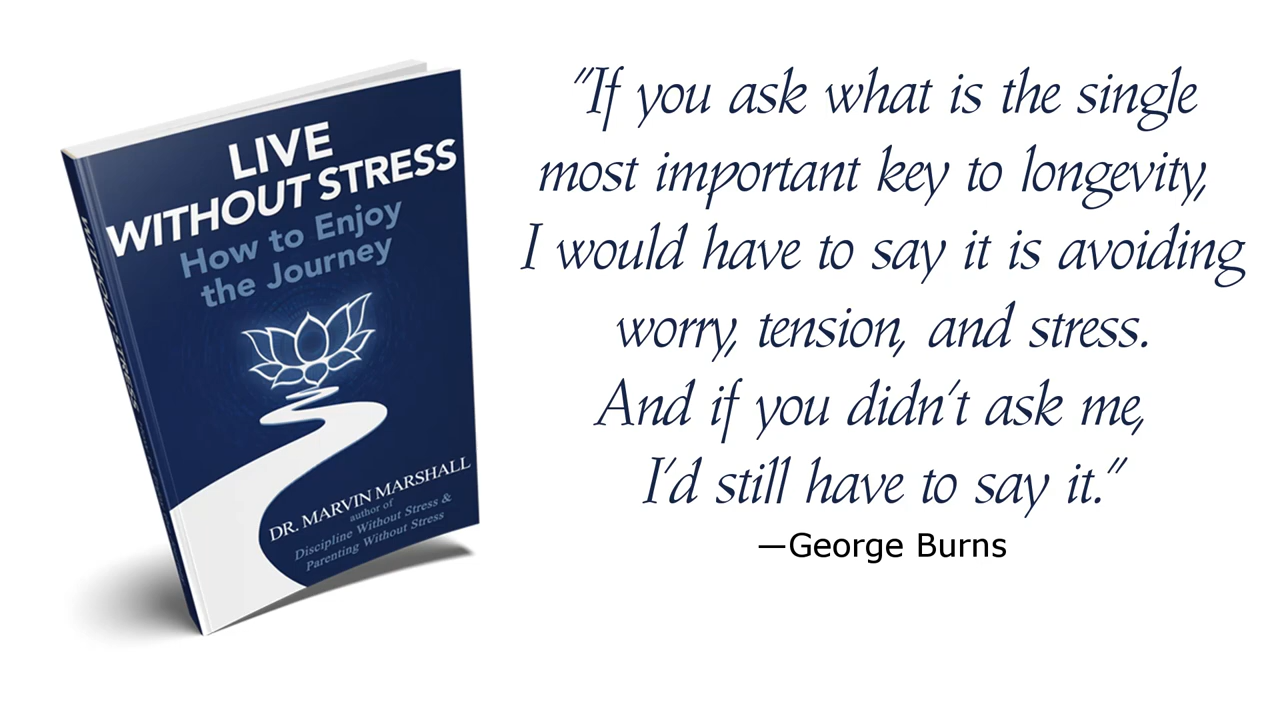 LIVE
WITHOUT STRESS
How to Enjoy
the Journey
DR. MARVIN MARSHALL
author of
Discipline Without Stress &
Parenting Without Stress
"If you ask what is the single
most important key to longevity,
I would have to say it is avoiding
worry, tension, and stress.
And if you didn't ask me,
I'd still have to say it."
—George Burns